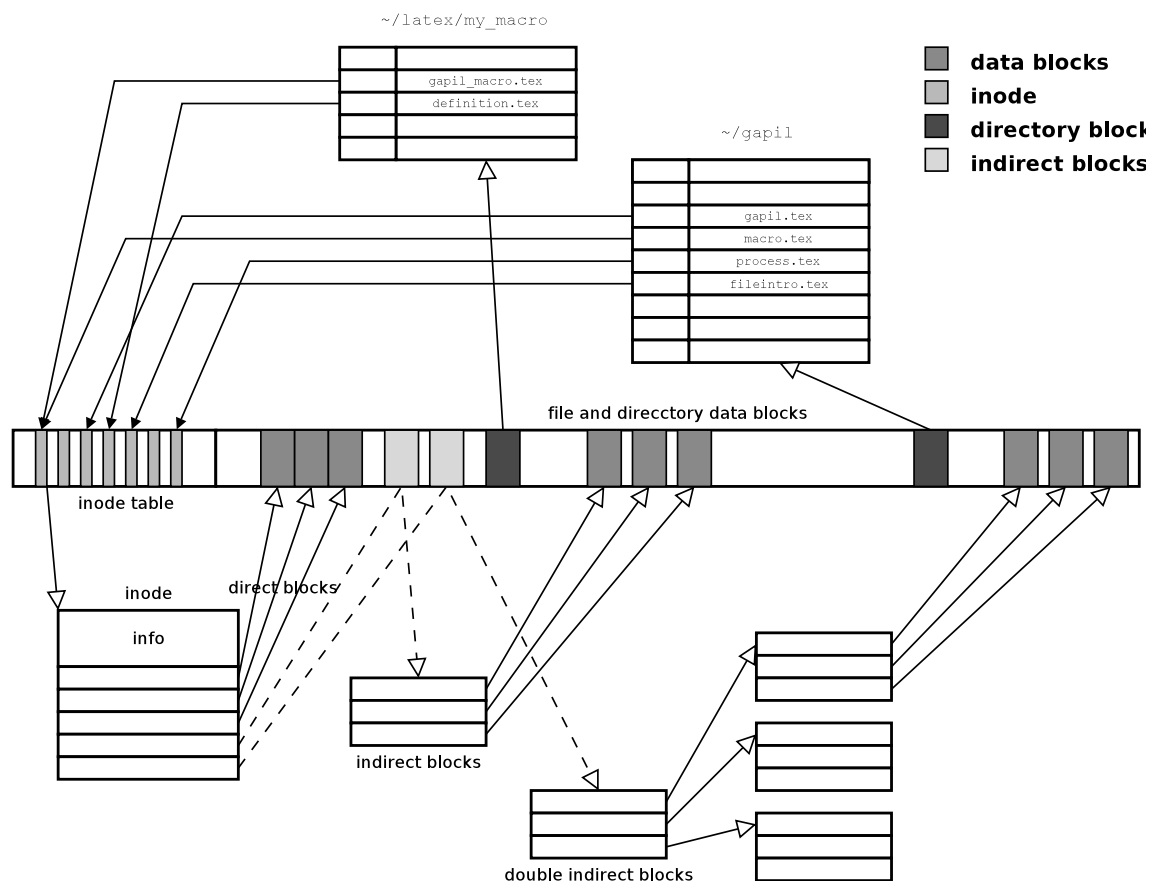 ~/latex/my_macro
gapil_macro.tex
definition.tex
data blocks
inode
directory block
indirect blocks
~/gapil
gapil.tex
macro.tex
process.tex
fileintro.tex
file and direcctory data blocks
inode table
direct blocks
inode
info
indirect blocks
double indirect blocks